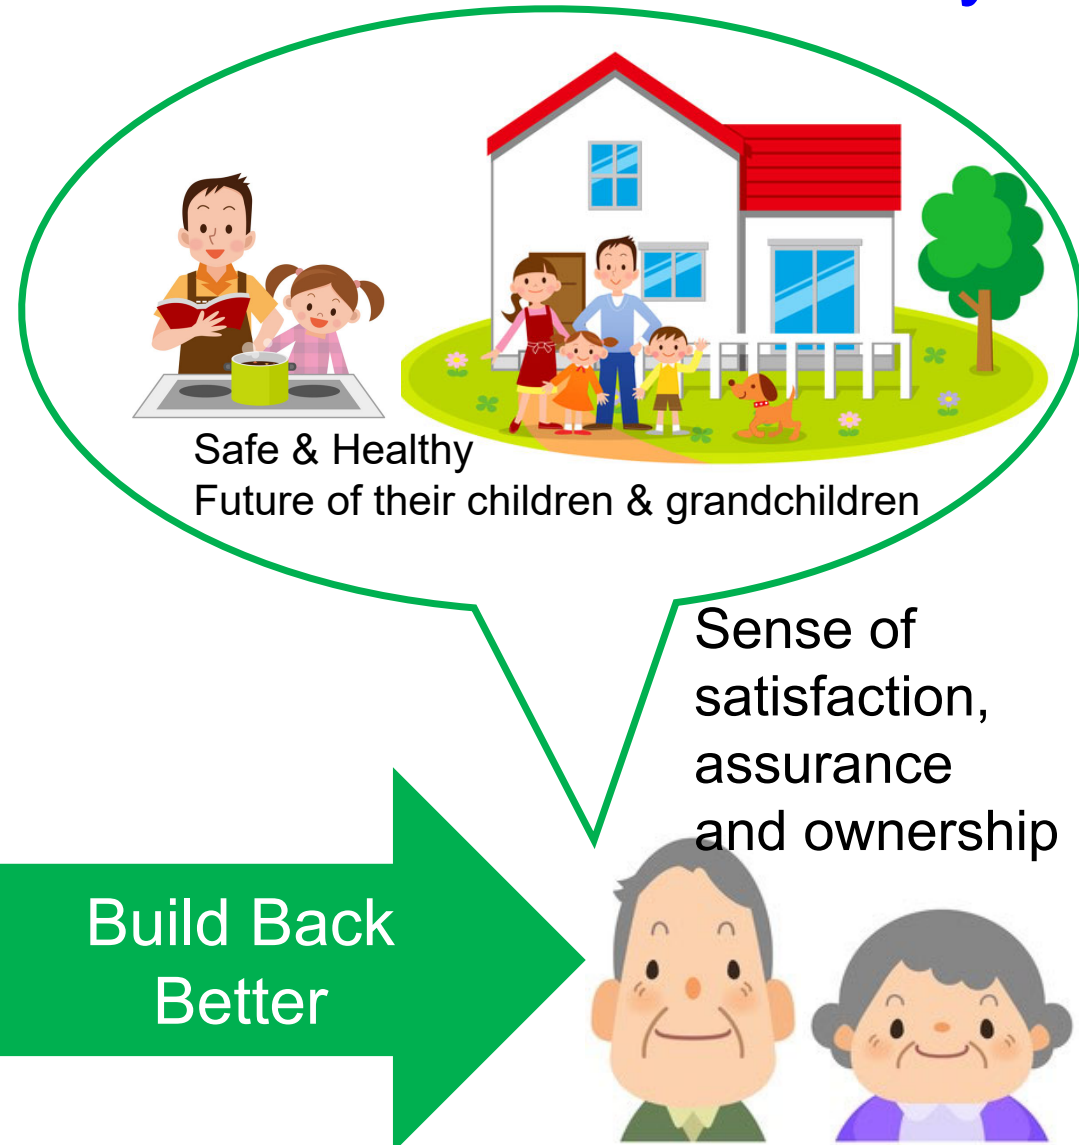 Safe & Healthy
Future of their children & grandchildren
Sense of
satisfaction,
assurance
and ownership
Build Back
Better